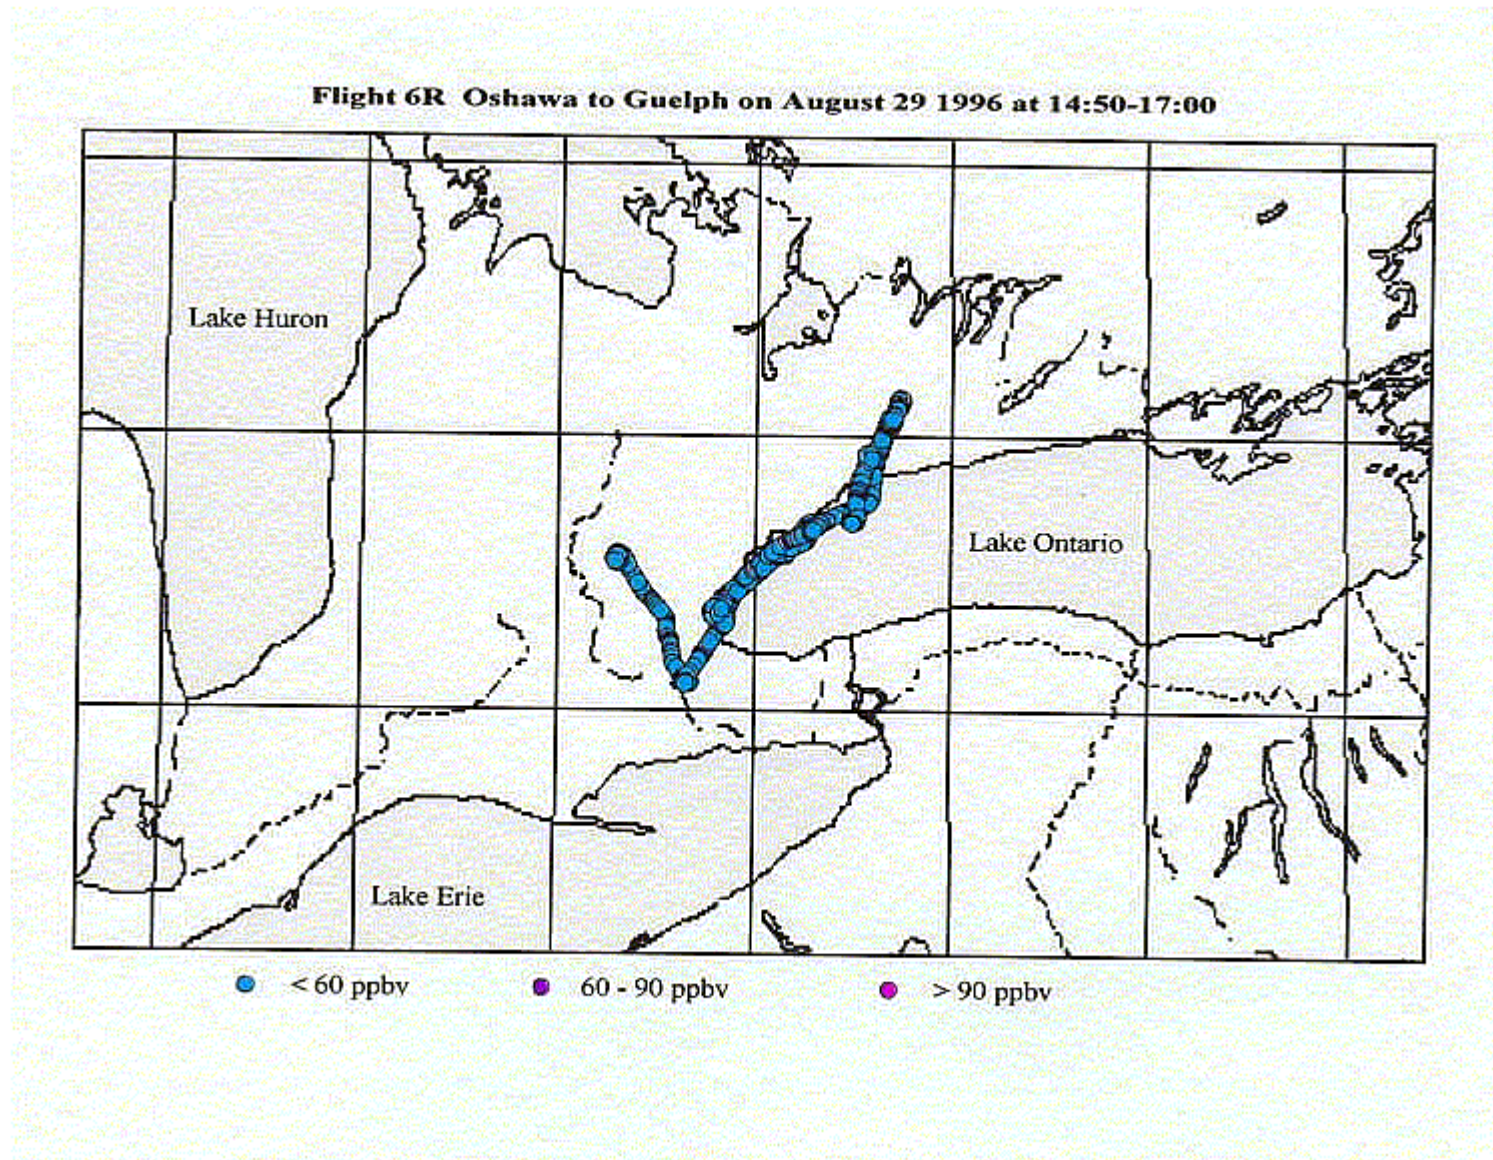 Flight 6R Oshawa to Guelph on August 29 1996 at 14:50-17:00
Lake Huron
Lake Ontario
Lake Erie
< 60 ppbv 60 - 90 ppbv > 90 ppbv